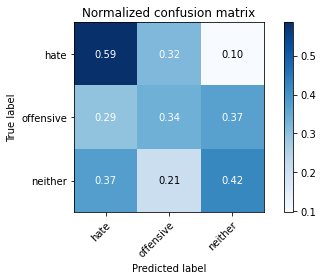 Normalized confusion matrix
True label
hate 0.59 0.32 0.10
offensive 0.29 0.34 0.37
neither 0.37 0.21 0.42
hate offensive neither
Predicted label
0.5
0.4
0.3
0.2
0.1